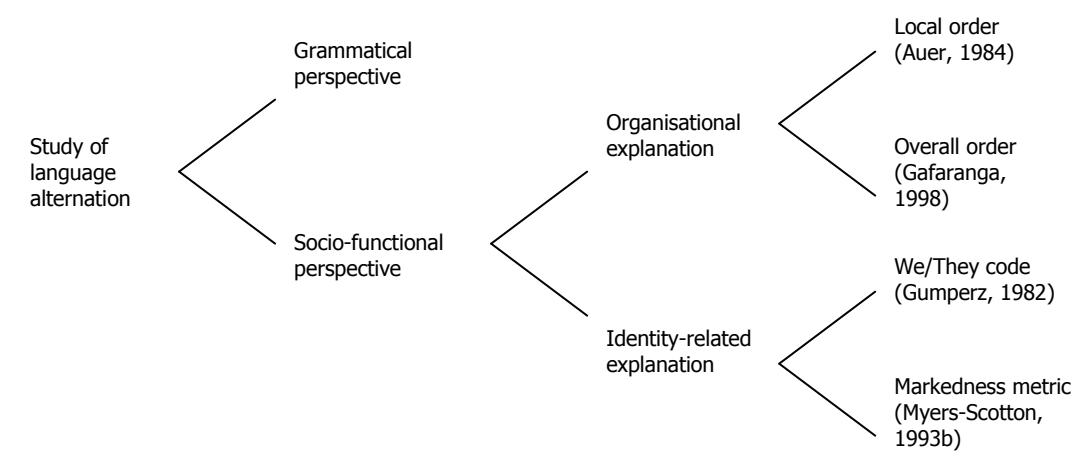 Study of
language
alternation
Grammatical
perspective
Socio-functional
perspective
Organisational
explanation
Identity-related
explanation
Local order
(Auer, 1984)
Overall order
(Gafaranga,
1998)
We/They code
(Gumperz, 1982)
Markedness metric
(Myers-Scotton,
1993b)